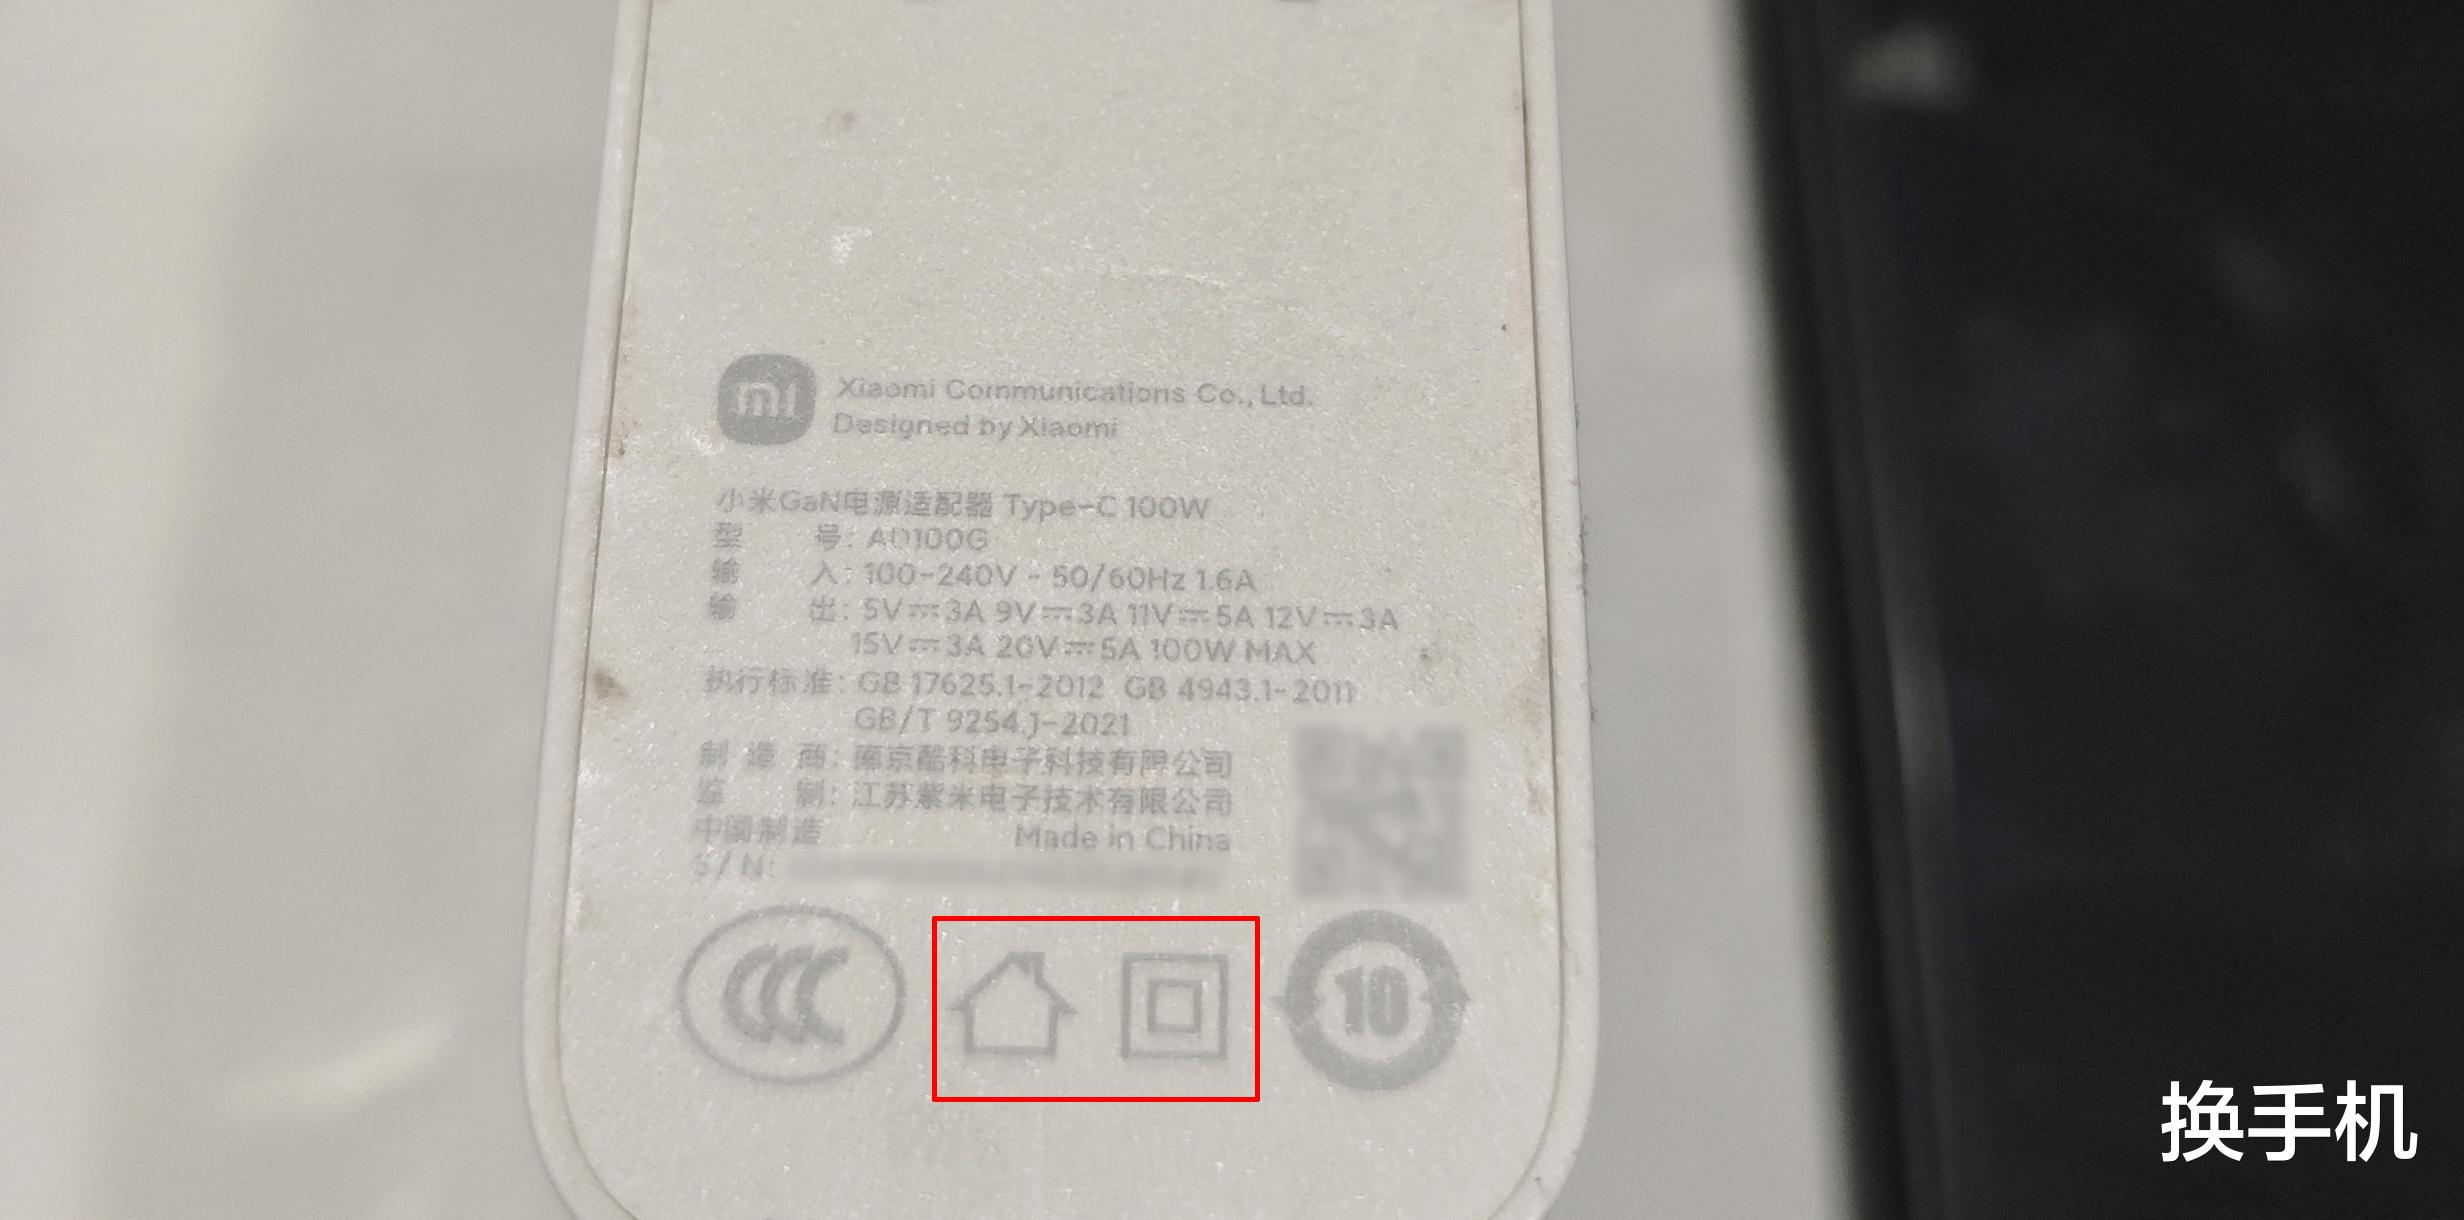 mi
Xiaomi Communications Co., Ltd.
Designed by Xiaomi
小米GaN电源适配器 Type-C 100W
型 号: AD100G
输 入: 100-240V ~ 50/60Hz 1.6A
输 出: 5V⎓3A 9V⎓3A 11V⎓5A 12V⎓3A
15V⎓3A 20V⎓5A 100W MAX
执行标准: GB 17625.1-2012 GB 4943.1-2011
GB/T 9254.1-2021
制 造 商: 南京酷科电子科技有限公司
监 制: 江苏紫米电子技术有限公司
中国制造 Made in China
S/N:
CCC
10
换手机